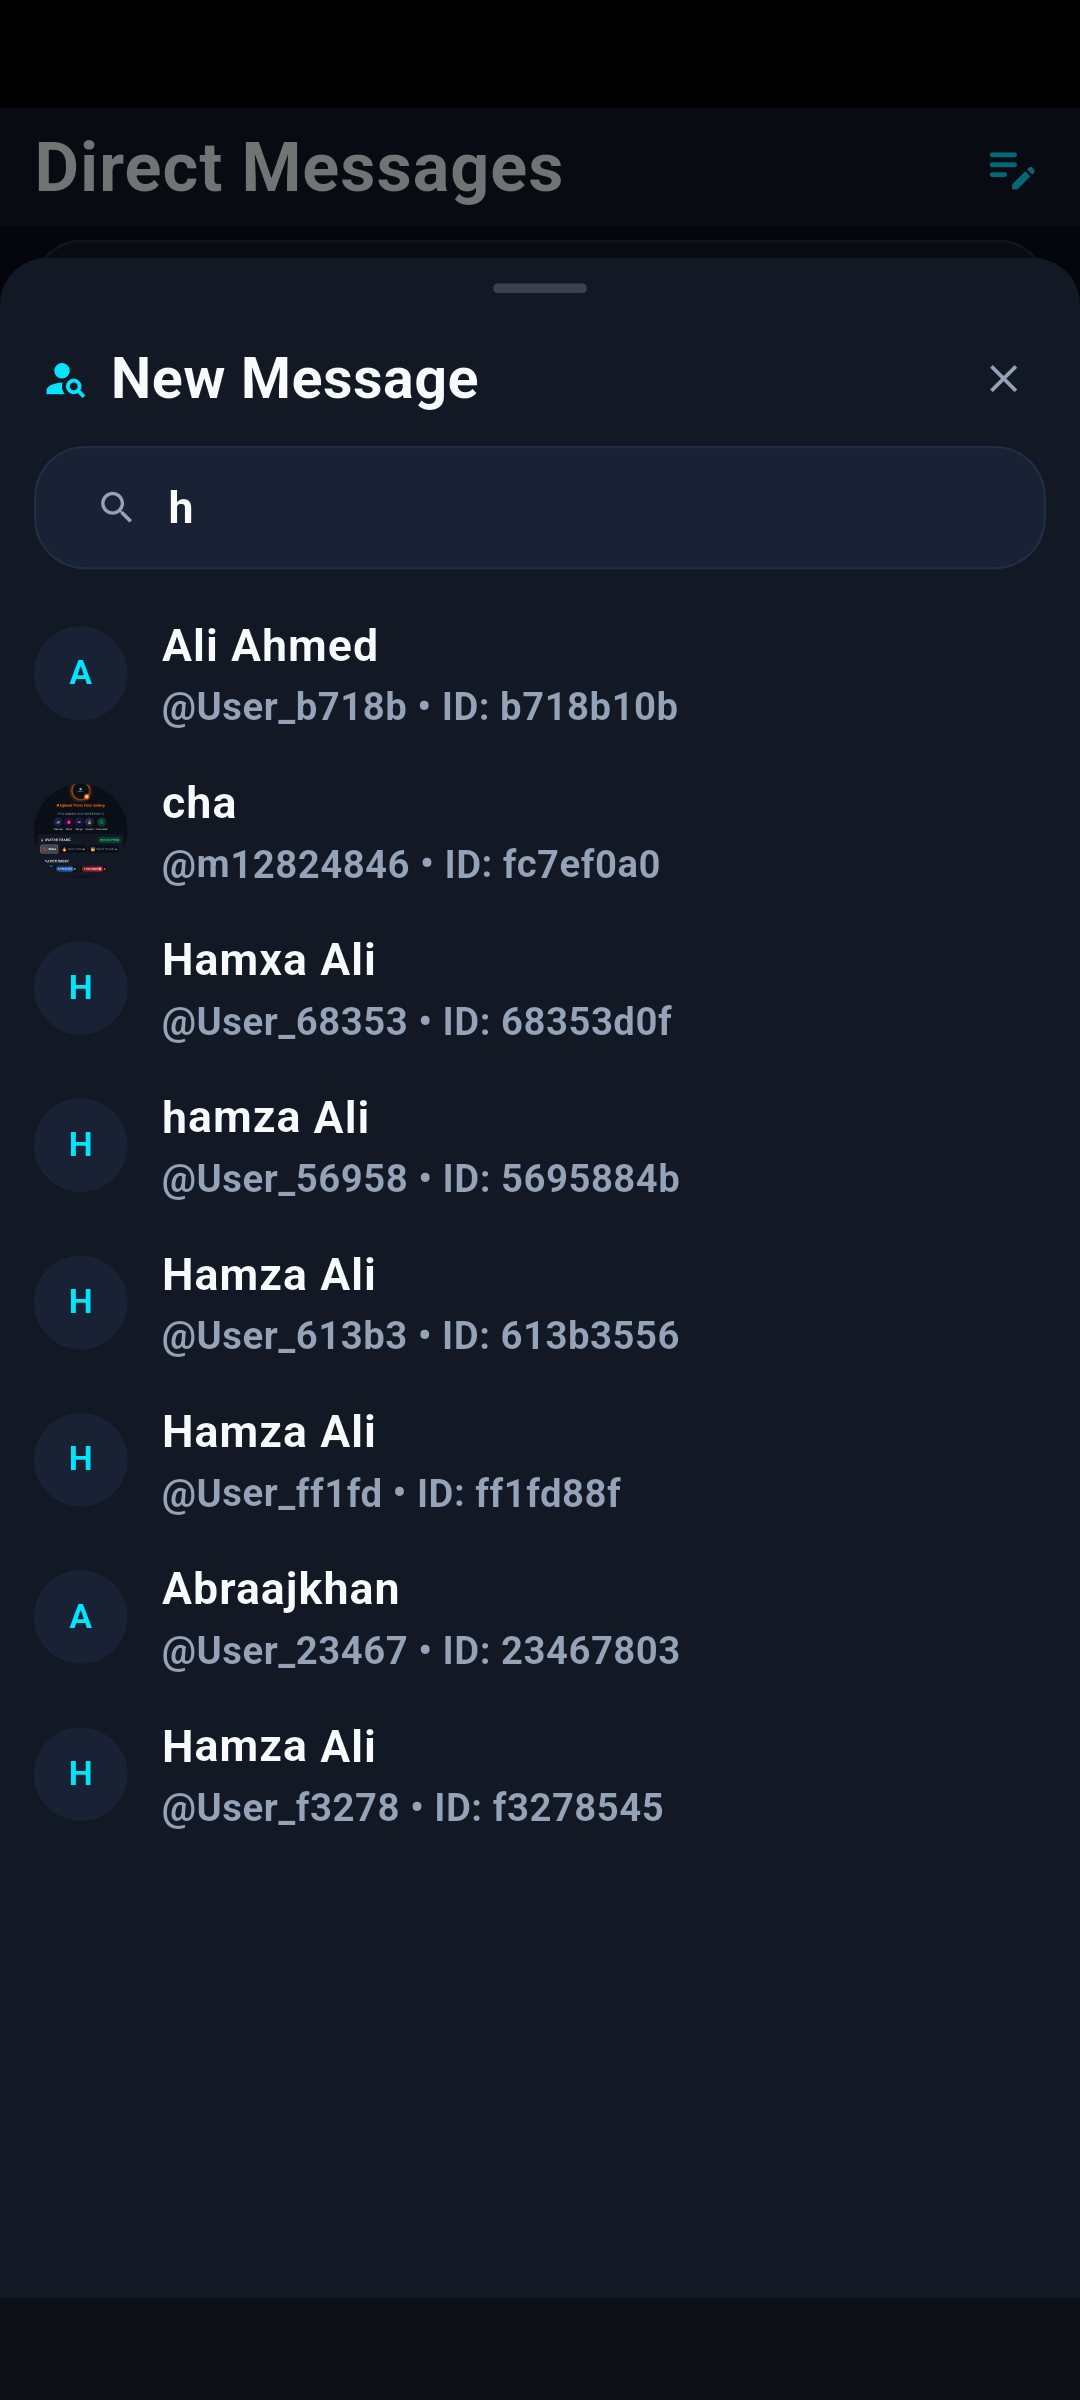 Direct Messages
New Message
h
A
Ali Ahmed
@User_b718b • ID: b718b10b
cha
@m12824846 • ID: fc7ef0a0
H
Hamxa Ali
@User_68353 • ID: 68353d0f
H
hamza Ali
@User_56958 • ID: 5695884b
H
Hamza Ali
@User_613b3 • ID: 613b3556
H
Hamza Ali
@User_ff1fd • ID: ff1fd88f
A
Abraajkhan
@User_23467 • ID: 23467803
H
Hamza Ali
@User_f3278 • ID: f3278545